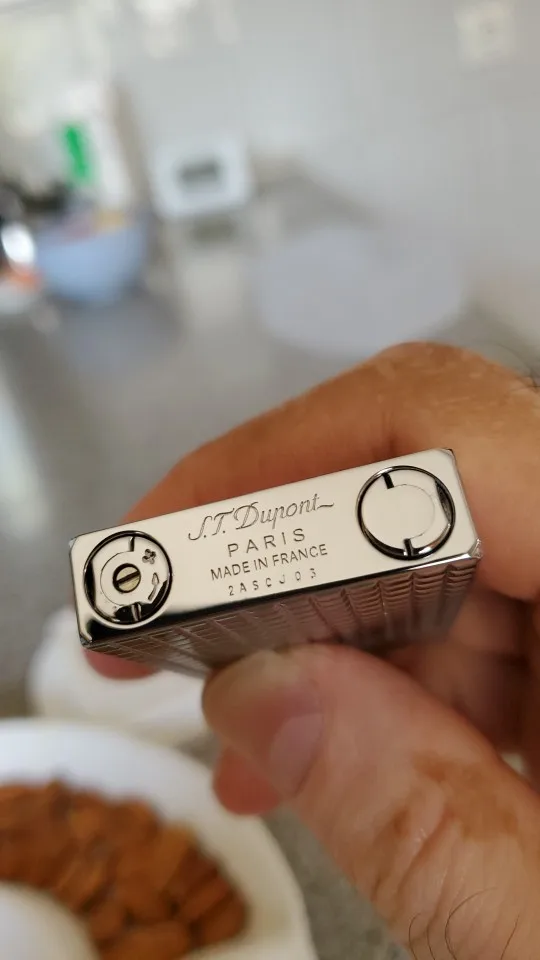 S.T. Dupont
PARIS
MADE IN FRANCE
2ASCJ03